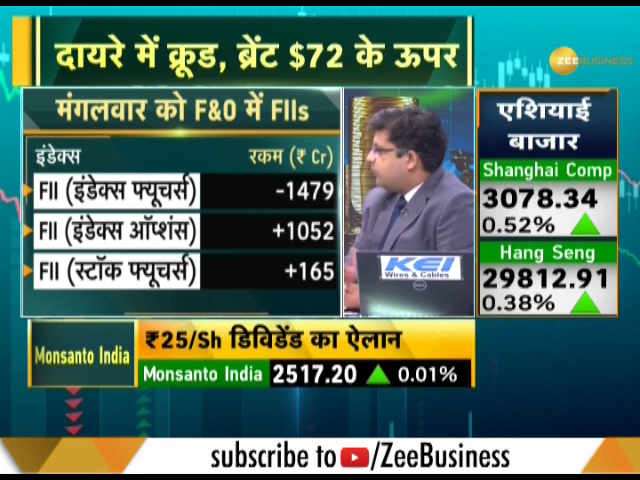 दायरे में क्रूड, ब्रेंट $72 के ऊपर
ZEEBUSINESS
मंगलवार को F&O में FIIs
इंडेक्स रकम (₹ Cr)
FII (इंडेक्स फ्यूचर्स) -1479
FII (इंडेक्स ऑप्शंस) +1052
FII (स्टॉक फ्यूचर्स) +165
KEI
Wires & Cables
DELL
एशियाई
बाजार
Shanghai Comp
3078.34
0.52%
Hang Seng
29812.91
0.38%
Monsanto India
₹25/Sh डिविडेंड का ऐलान
Monsanto India 2517.20 0.01%
subscribe to /ZeeBusiness